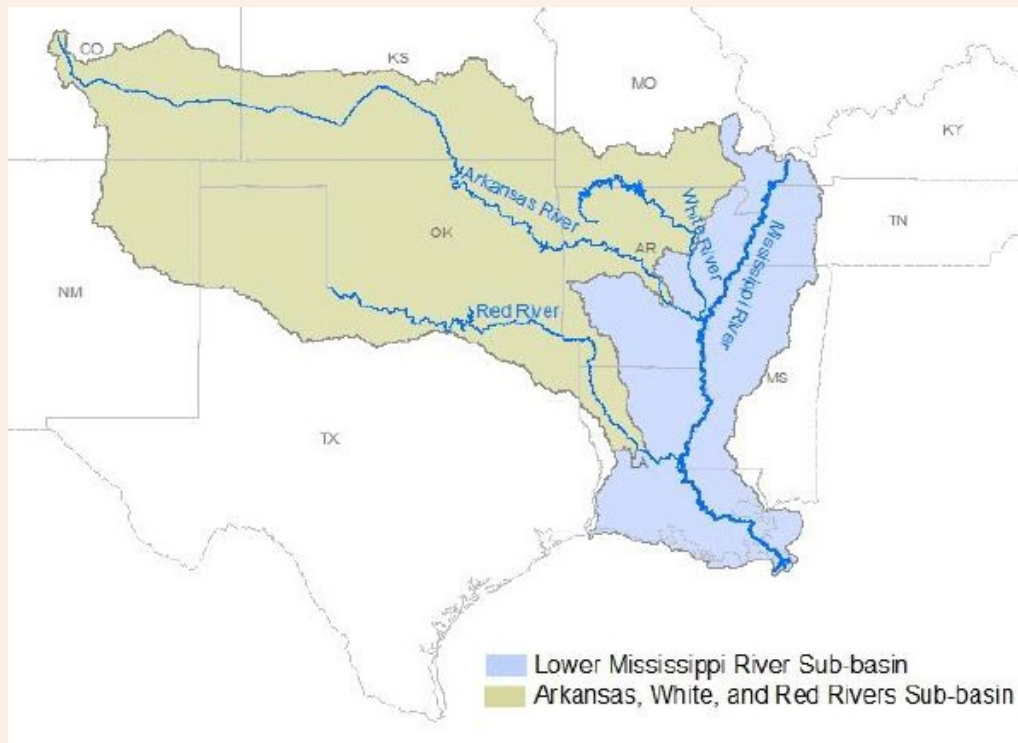 CO
KS
MO
KY
Arkansas River
White River
Mississippi River
TN
OK
AR
NM
Red River
MS
TX
LA
Lower Mississippi River Sub-basin
Arkansas, White, and Red Rivers Sub-basin